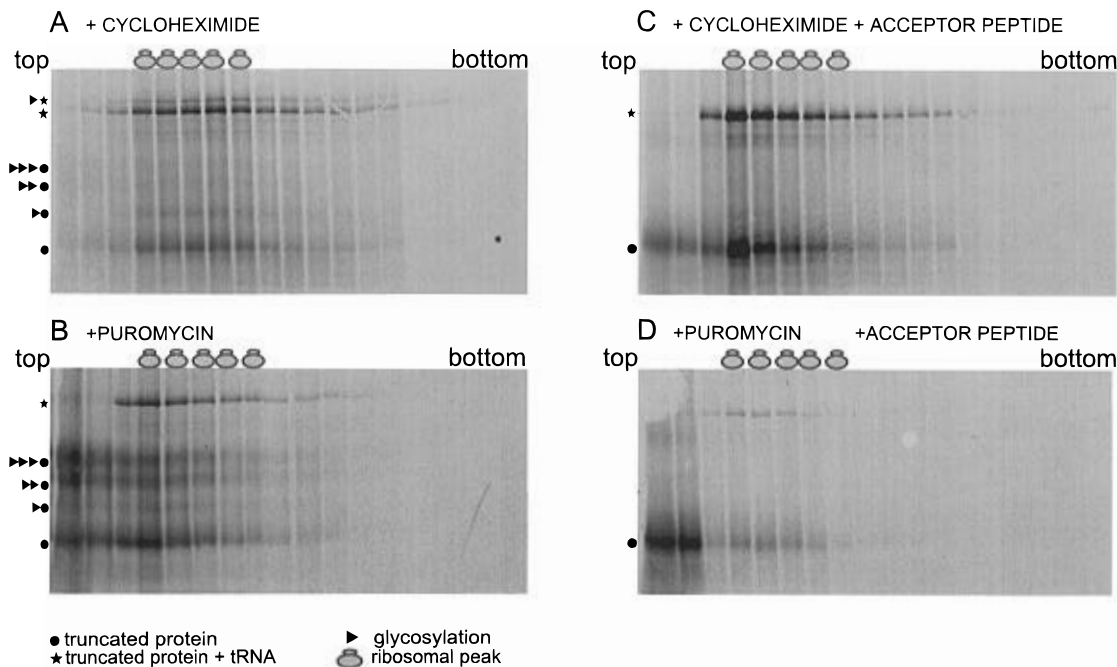 A + CYCLOHEXIMIDE
top bottom
B +PUROMYCIN
top bottom
C + CYCLOHEXIMIDE + ACCEPTOR PEPTIDE
top bottom
D +PUROMYCIN +ACCEPTOR PEPTIDE
top bottom
truncated protein
truncated protein + tRNA
glycosylation
ribosomal peak